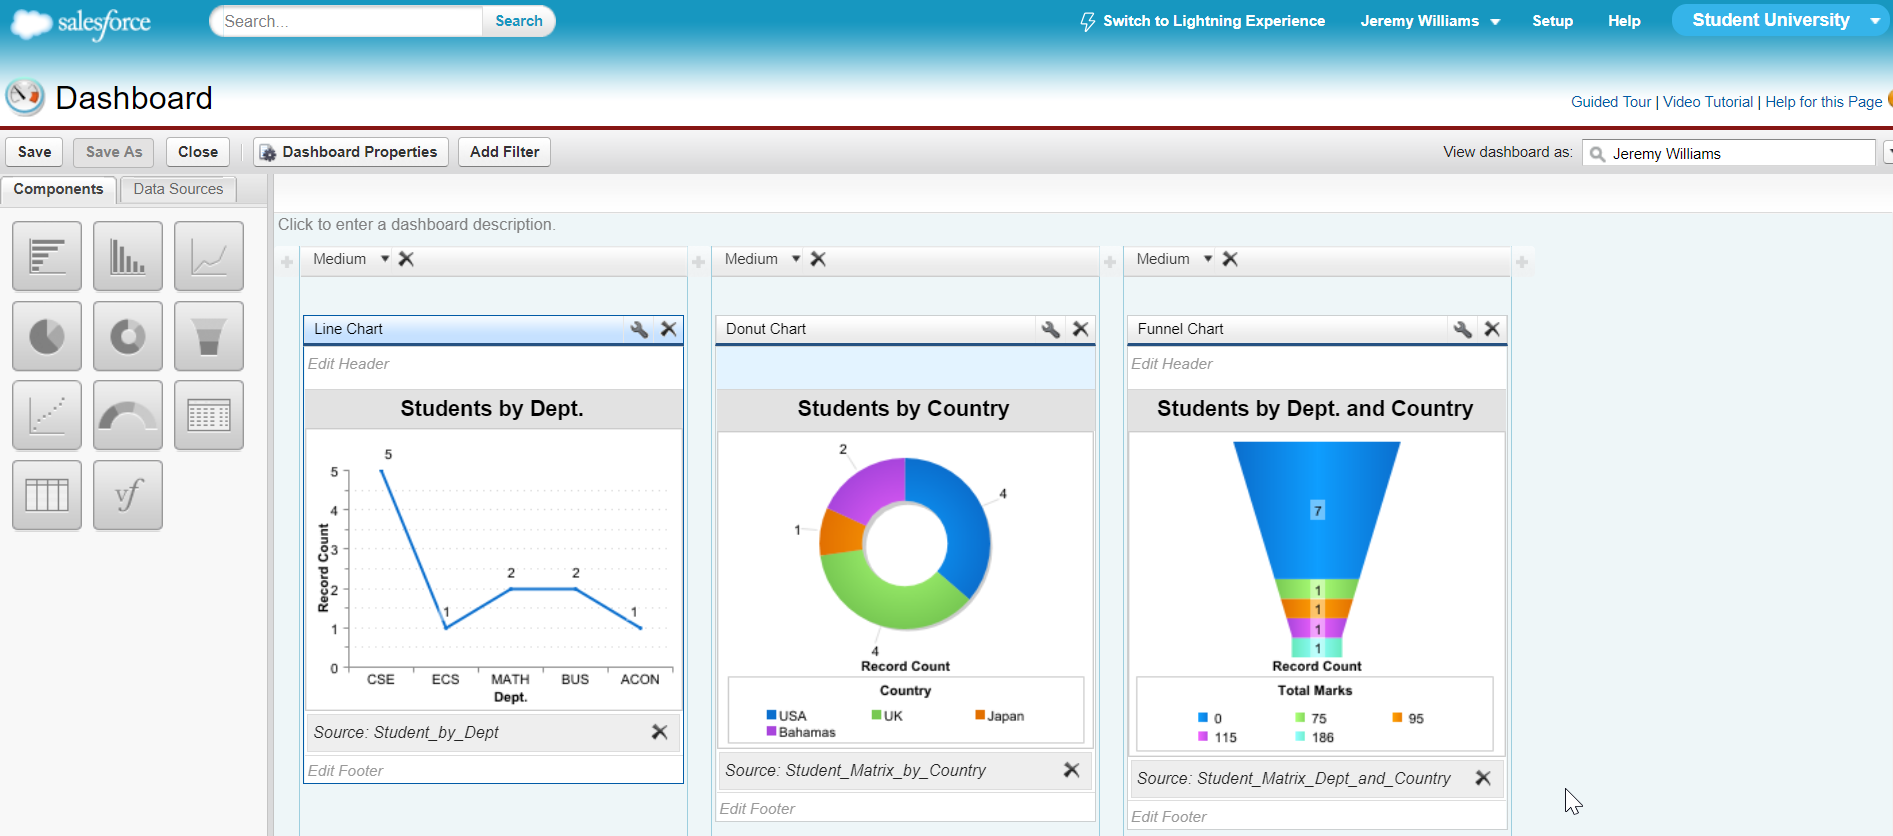 salesforce
Search...
Search
Switch to Lightning Experience
Jeremy Williams
Setup
Help
Student University
Dashboard
Guided Tour | Video Tutorial | Help for this Page
Save
Save As
Close
Dashboard Properties
Add Filter
View dashboard as:
Jeremy Williams
Components
Data Sources
Click to enter a dashboard description.
vf
Medium
Line Chart
Edit Header
Students by Dept.
5
5
4
3
2
1
0
1
2
2
1
Record Count
CSE
ECS
MATH
BUS
ACON
Dept.
Source: Student_by_Dept
Edit Footer
Medium
Donut Chart
Students by Country
2
4
1
4
Record Count
Country
USA
UK
Japan
Bahamas
Source: Student_Matrix_by_Country
Edit Footer
Medium
Funnel Chart
Edit Header
Students by Dept. and Country
7
1
1
1
1
Record Count
Total Marks
0
75
95
115
186
Source: Student_Matrix_Dept_and_Country
Edit Footer